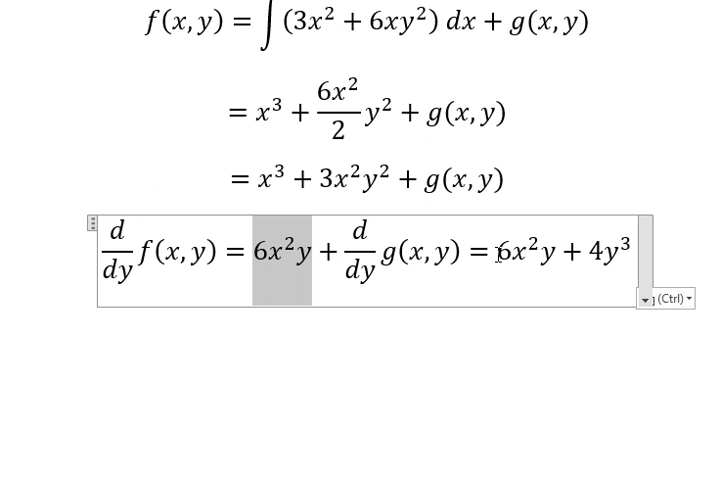 f(x, y) = ∫ (3x² + 6xy²) dx + g(x, y)
= x³ + 6x²/2 y² + g(x, y)
= x³ + 3x²y² + g(x, y)
d/dy f(x, y) = 6x²y + d/dy g(x, y) = 6x²y + 4y³
(Ctrl)